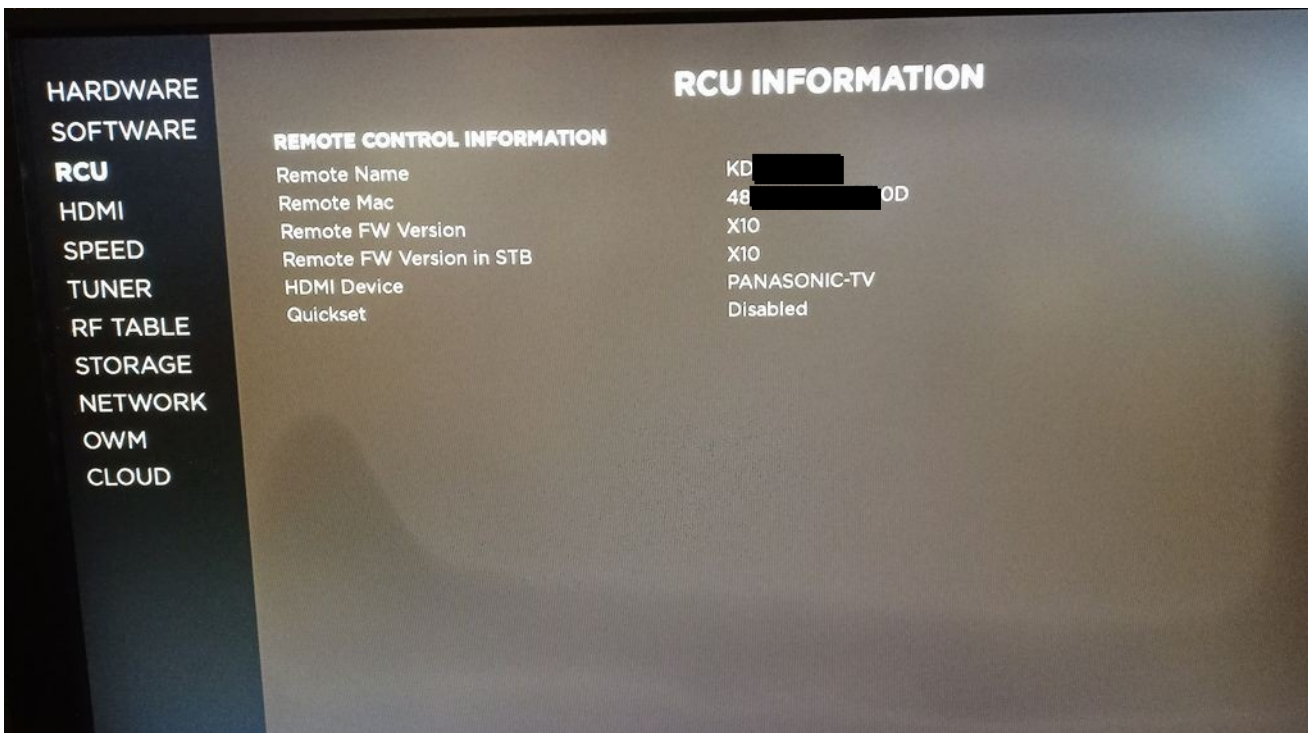 HARDWARE
SOFTWARE
RCU
HDMI
SPEED
TUNER
RF TABLE
STORAGE
NETWORK
OWM
CLOUD
RCU INFORMATION
REMOTE CONTROL INFORMATION
Remote Name KD
Remote Mac 48 0D
Remote FW Version X10
Remote FW Version in STB X10
HDMI Device PANASONIC-TV
Quickset Disabled